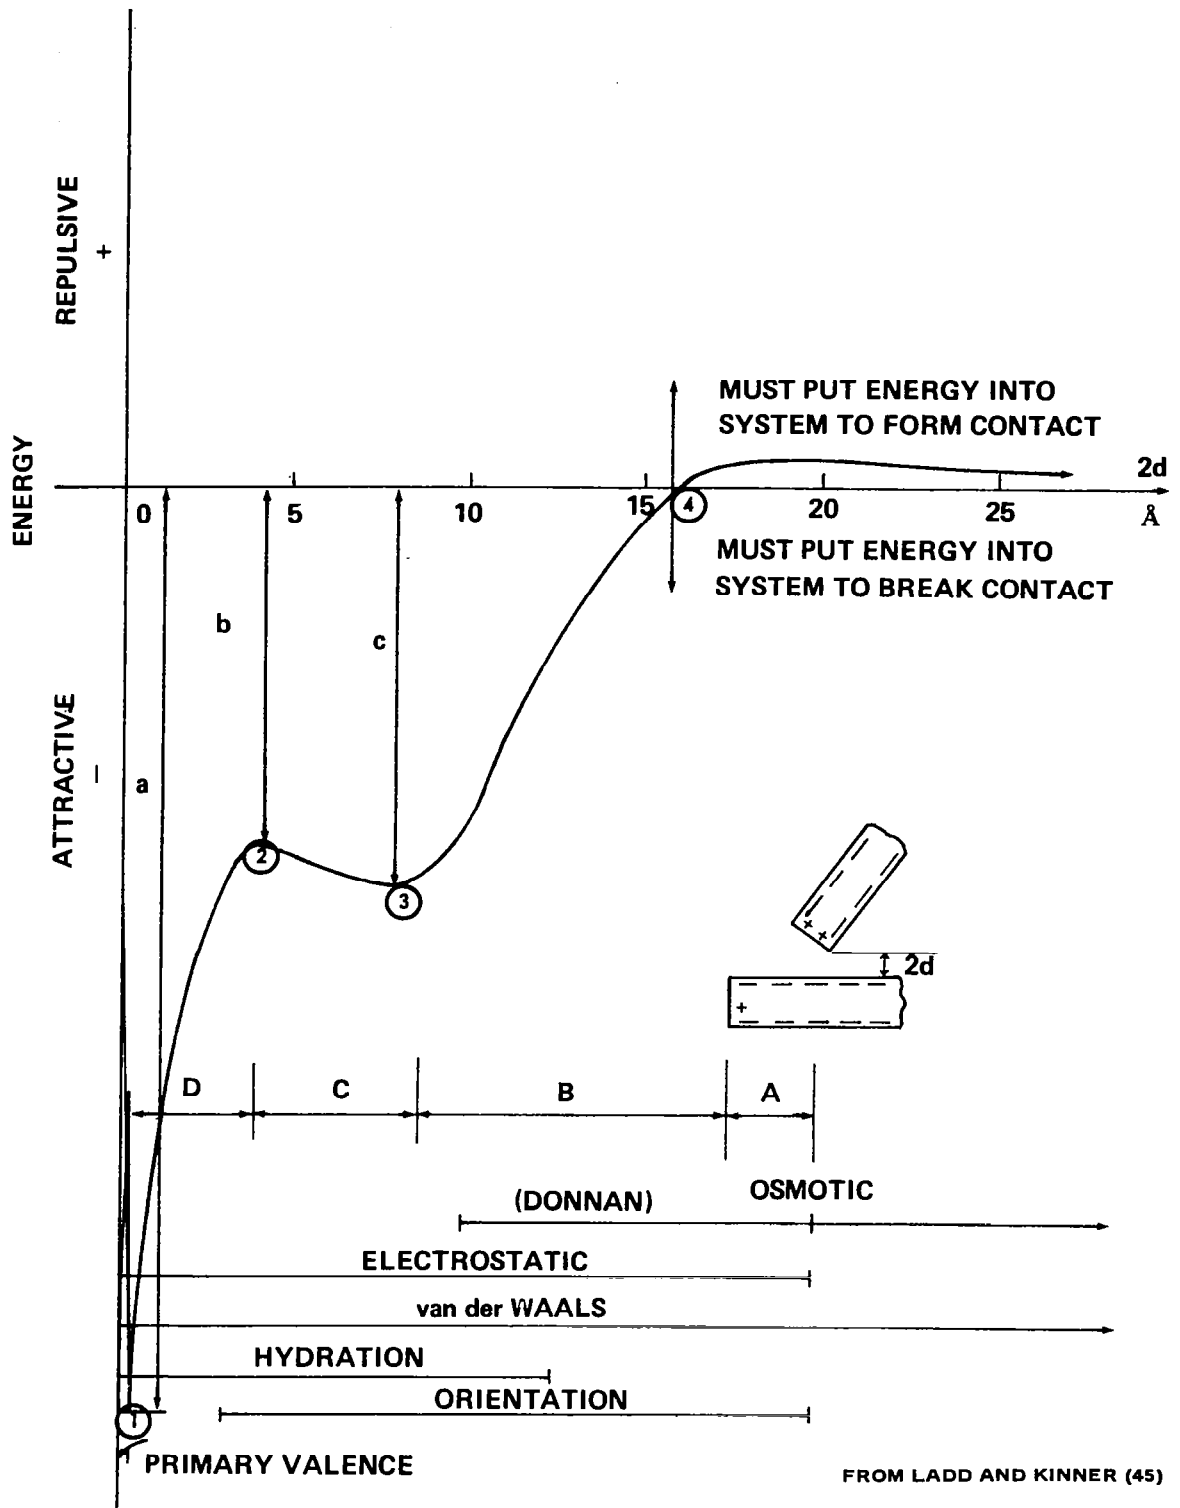 REPULSIVE
+
ENERGY
ATTRACTIVE
—
MUST PUT ENERGY INTO
SYSTEM TO FORM CONTACT
2d
0
5
10
15
20
25
Å
4
MUST PUT ENERGY INTO
SYSTEM TO BREAK CONTACT
b
c
a
2
3
+ +
2d
+
D
C
B
A
(DONNAN)
OSMOTIC
ELECTROSTATIC
van der WAALS
HYDRATION
ORIENTATION
1
PRIMARY VALENCE
FROM LADD AND KINNER (45)